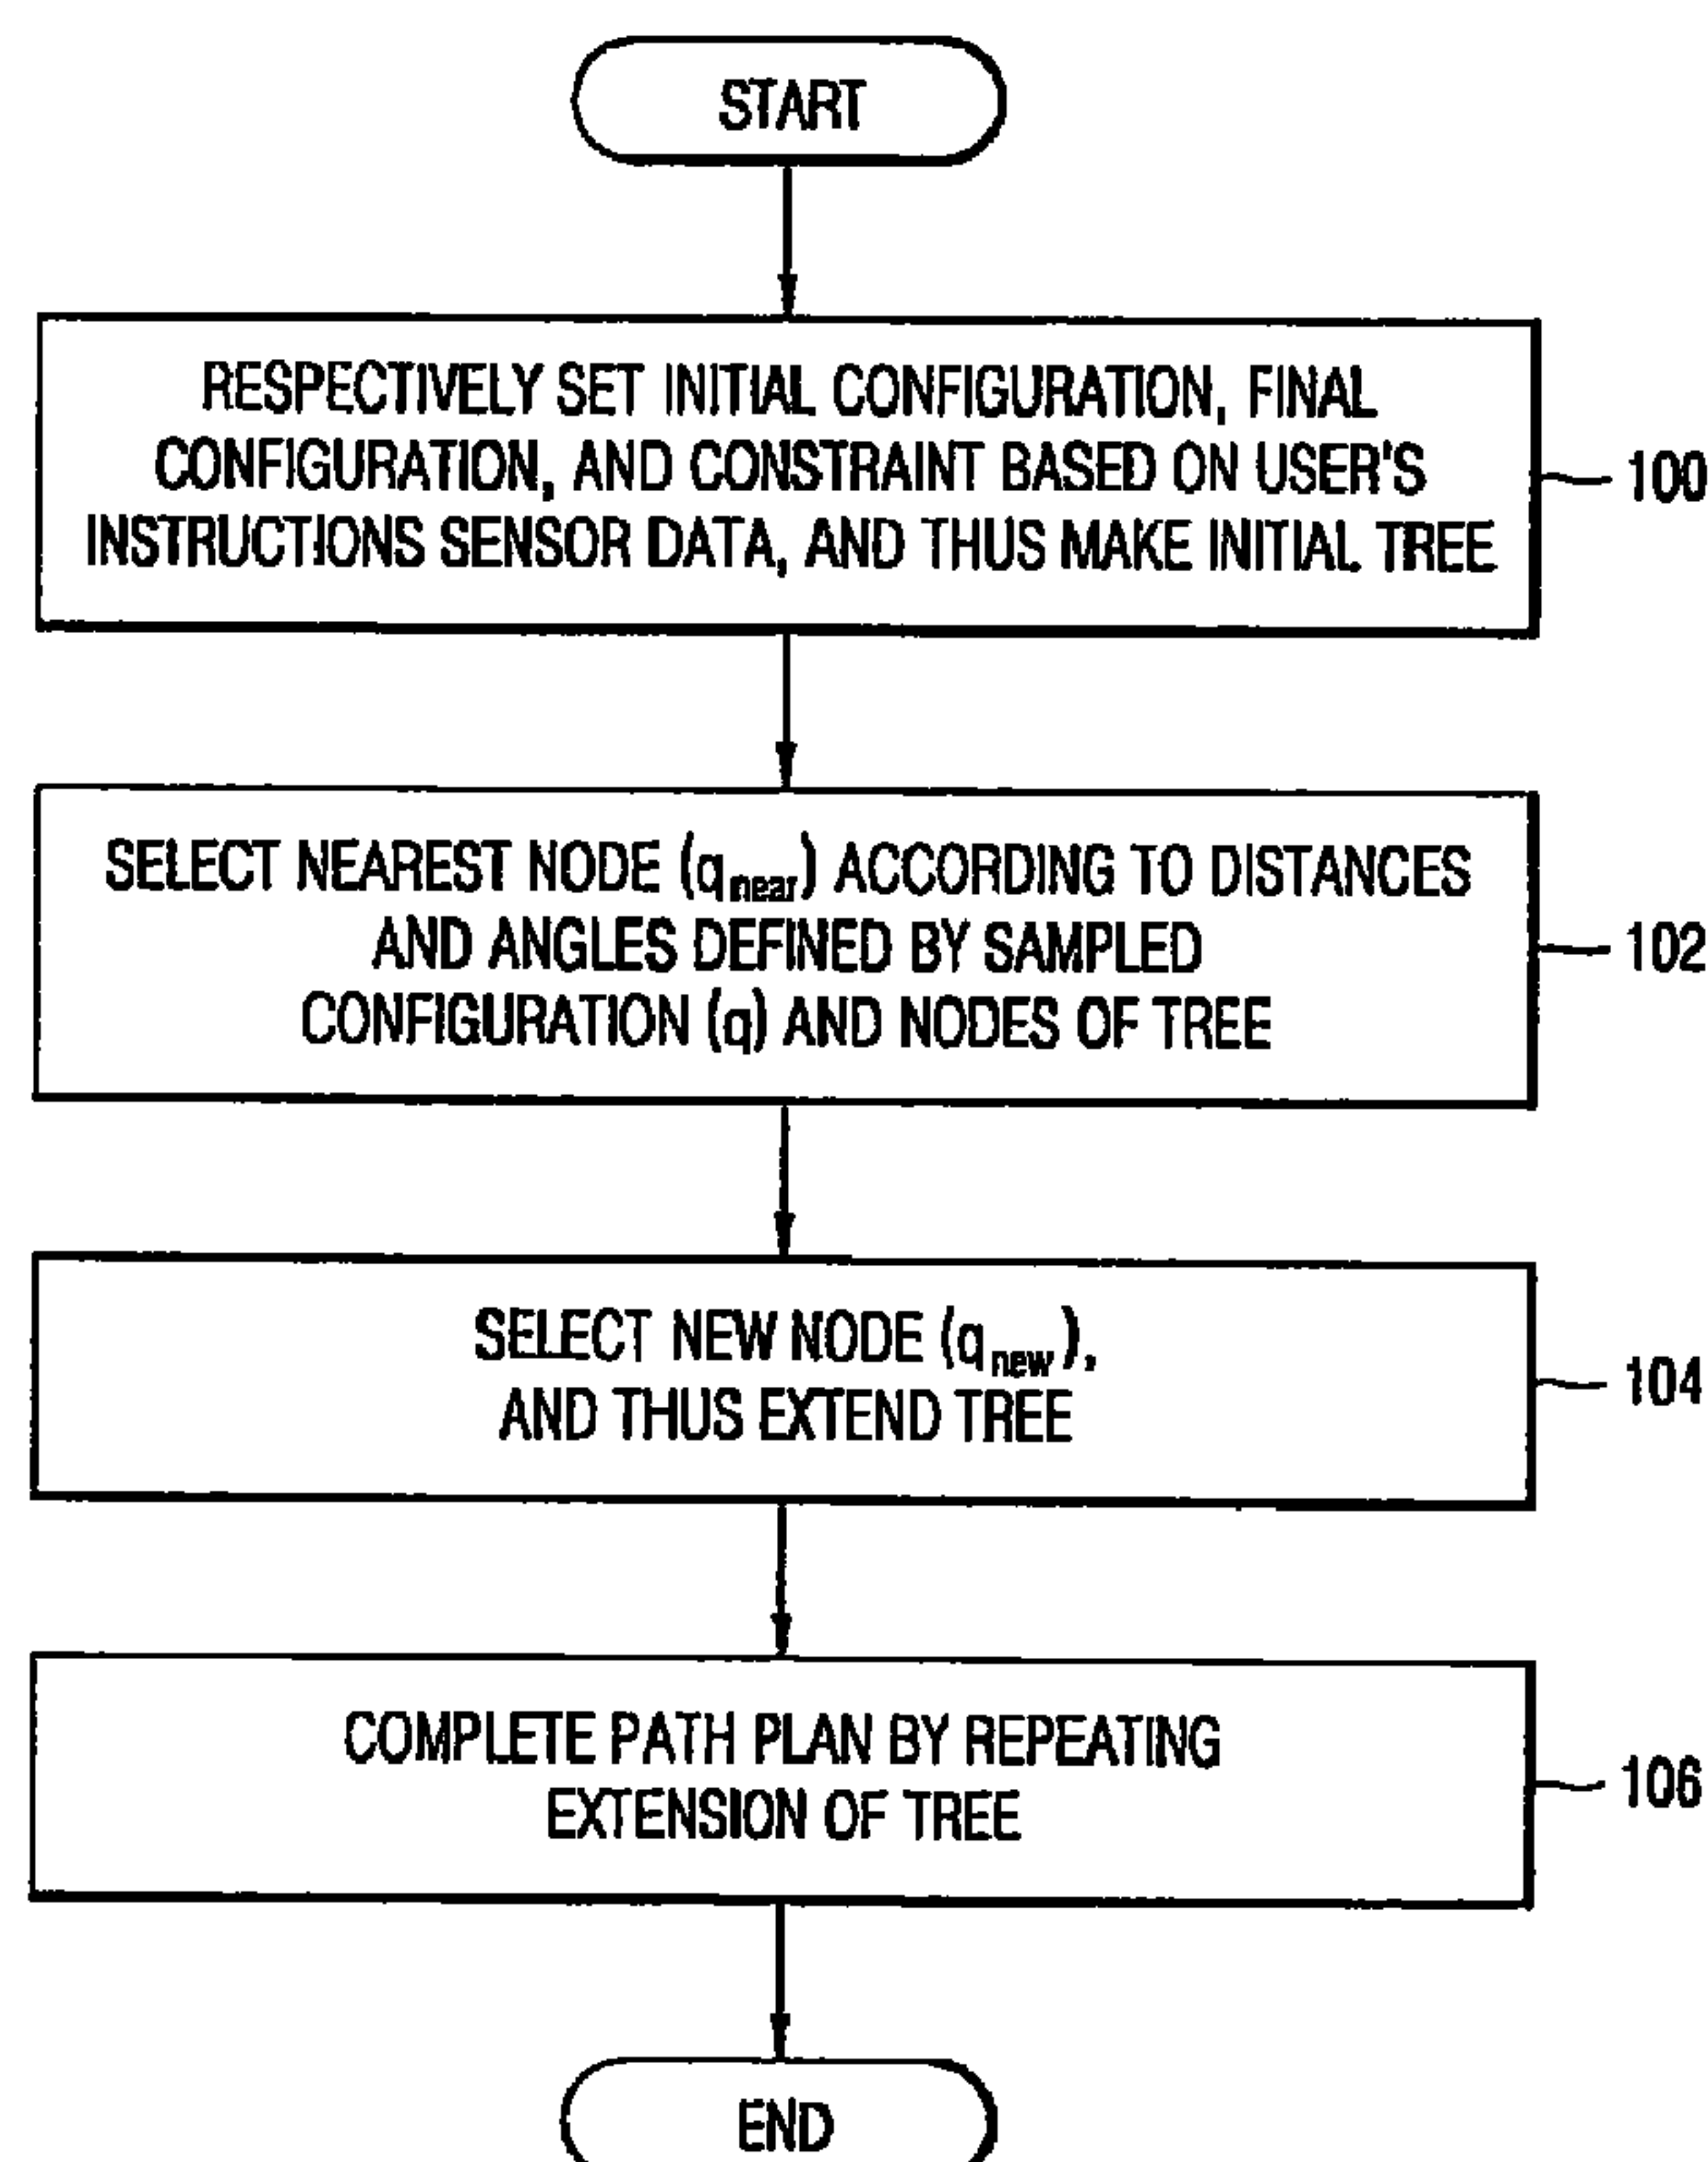 START
RESPECTIVELY SET INITIAL CONFIGURATION, FINAL
CONFIGURATION, AND CONSTRAINT BASED ON USER'S
INSTRUCTIONS SENSOR DATA, AND THUS MAKE INITIAL TREE
100
SELECT NEAREST NODE (q near) ACCORDING TO DISTANCES
AND ANGLES DEFINED BY SAMPLED
CONFIGURATION (q) AND NODES OF TREE
102
SELECT NEW NODE (q new),
AND THUS EXTEND TREE
104
COMPLETE PATH PLAN BY REPEATING
EXTENSION OF TREE
106
END